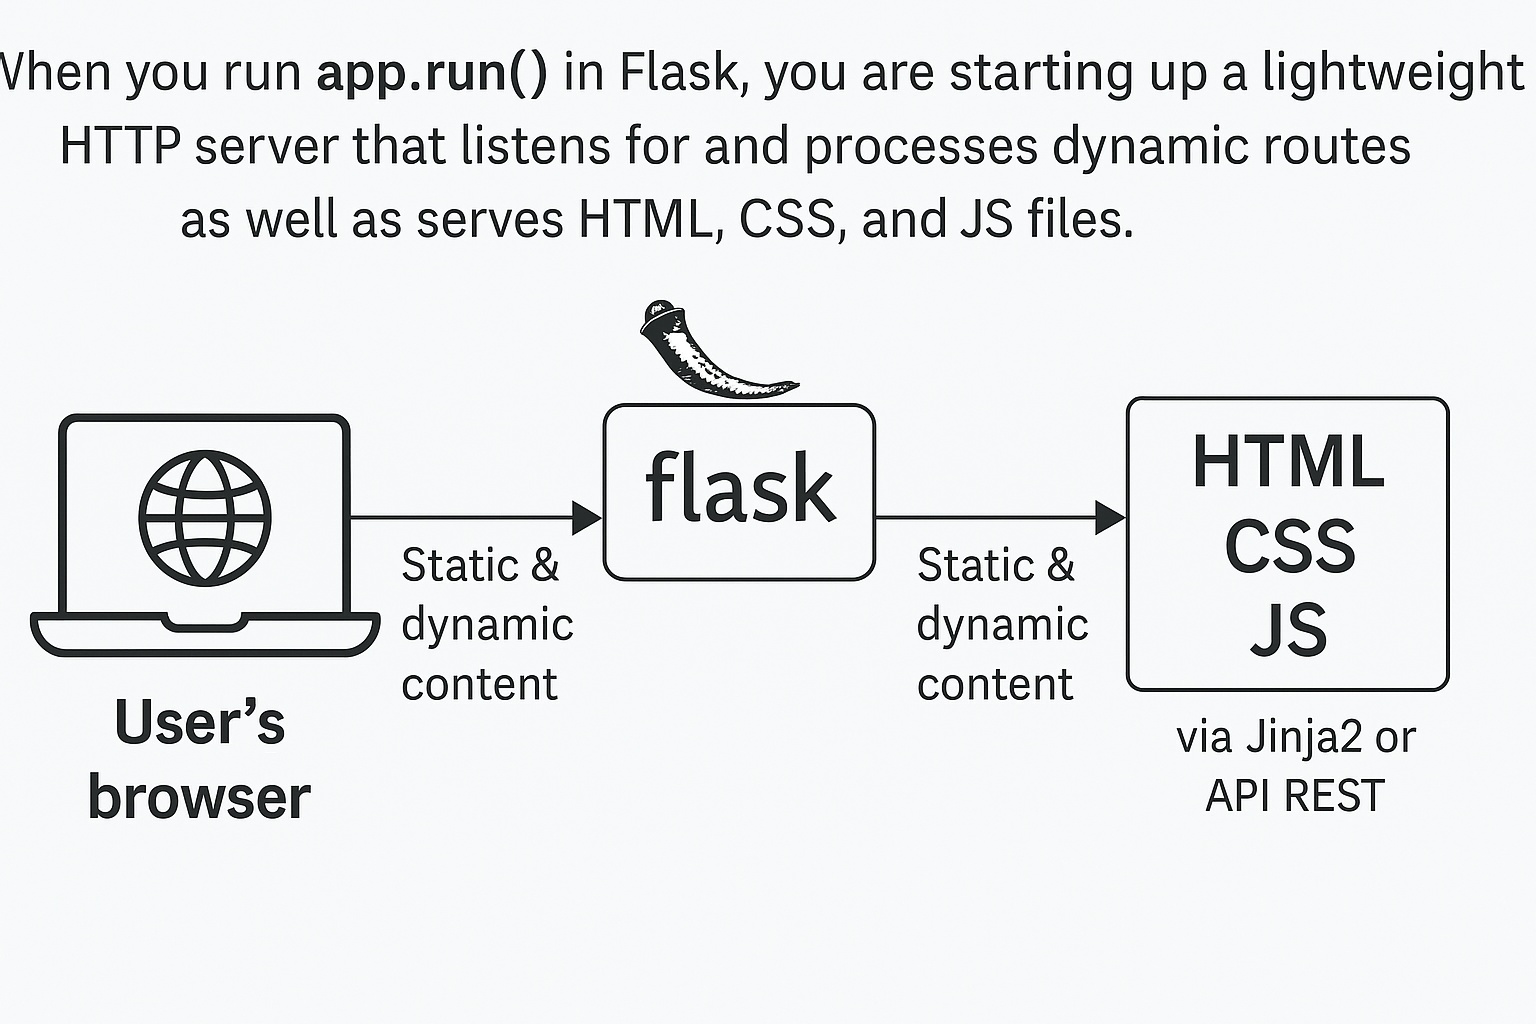 When you run app.run() in Flask, you are starting up a lightweight
HTTP server that listens for and processes dynamic routes
as well as serves HTML, CSS, and JS files.
flask
HTML
CSS
JS
Static &
dynamic
content
Static &
dynamic
content
User’s
browser
via Jinja2 or
API REST